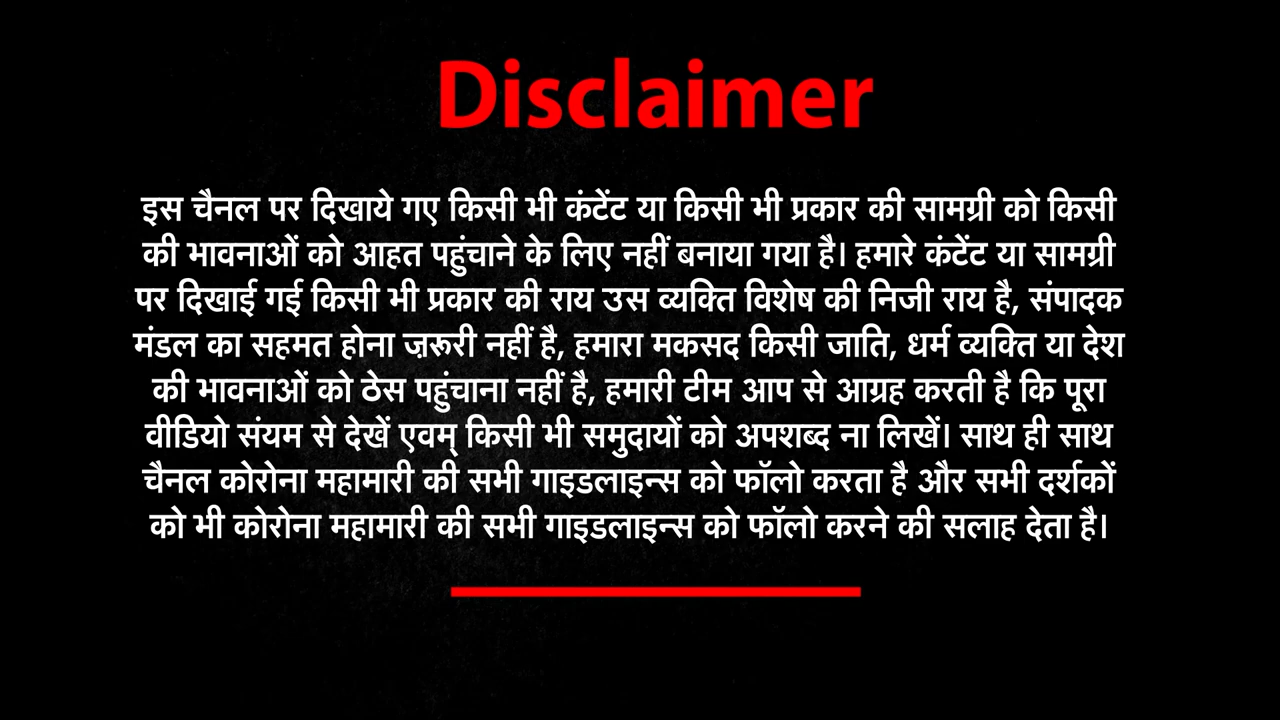 Disclaimer
इस चैनल पर दिखाये गए किसी भी कंटेंट या किसी भी प्रकार की सामग्री को किसी
की भावनाओं को आहत पहुंचाने के लिए नहीं बनाया गया है। हमारे कंटेंट या सामग्री
पर दिखाई गई किसी भी प्रकार की राय उस व्यक्ति विशेष की निजी राय है, संपादक
मंडल का सहमत होना ज़रूरी नहीं है, हमारा मकसद किसी जाति, धर्म व्यक्ति या देश
की भावनाओं को ठेस पहुंचाना नहीं है, हमारी टीम आप से आग्रह करती है कि पूरा
वीडियो संयम से देखें एवम् किसी भी समुदायों को अपशब्द ना लिखें। साथ ही साथ
चैनल कोरोना महामारी की सभी गाइडलाइन्स को फॉलो करता है और सभी दर्शकों
को भी कोरोना महामारी की सभी गाइडलाइन्स को फॉलो करने की सलाह देता है।